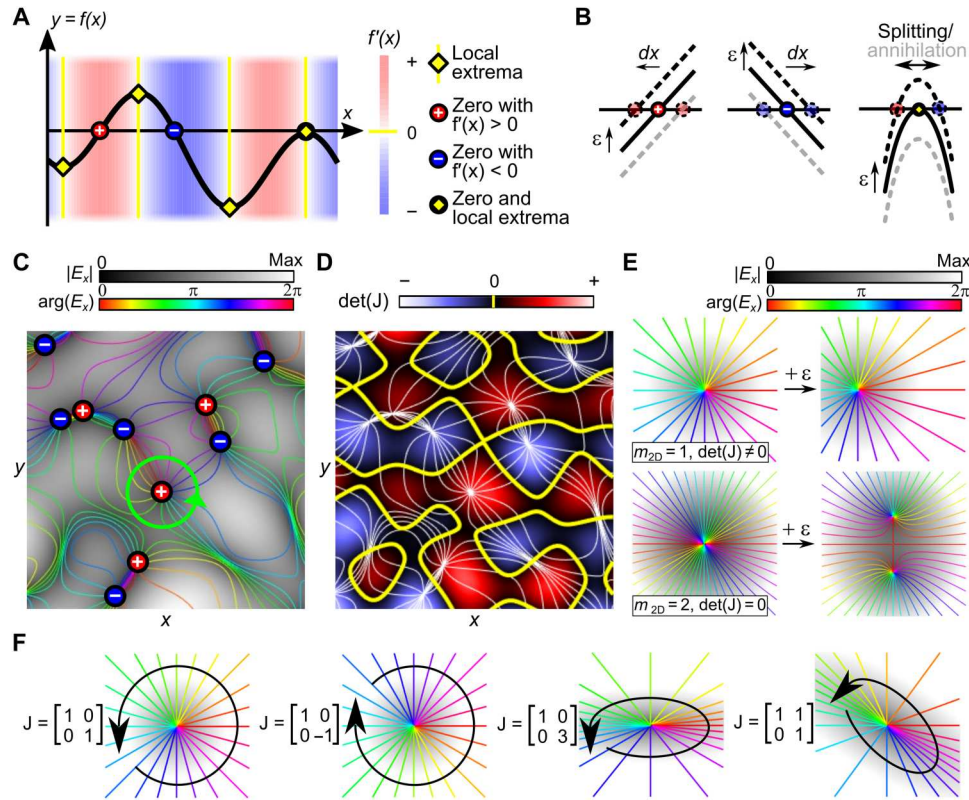 A
y = f(x)
x
f'(x)
+
0
−
Local
extrema
Zero with
f'(x) > 0
Zero with
f'(x) < 0
Zero and
local extrema
B
dx
ε
dx
ε
Splitting/
annihilation
ε
C
0 Max
|Eₓ|
arg(Eₓ)
0 π 2π
y
x
D
− 0 +
det(J)
y
x
E
0 Max
|Eₓ|
arg(Eₓ)
0 π 2π
+ ε
m2D = 1, det(J) ≠ 0
+ ε
m2D = 2, det(J) = 0
F
J = [1 0
0 1]
J = [1 0
0 −1]
J = [1 0
0 3]
J = [1 1
0 1]